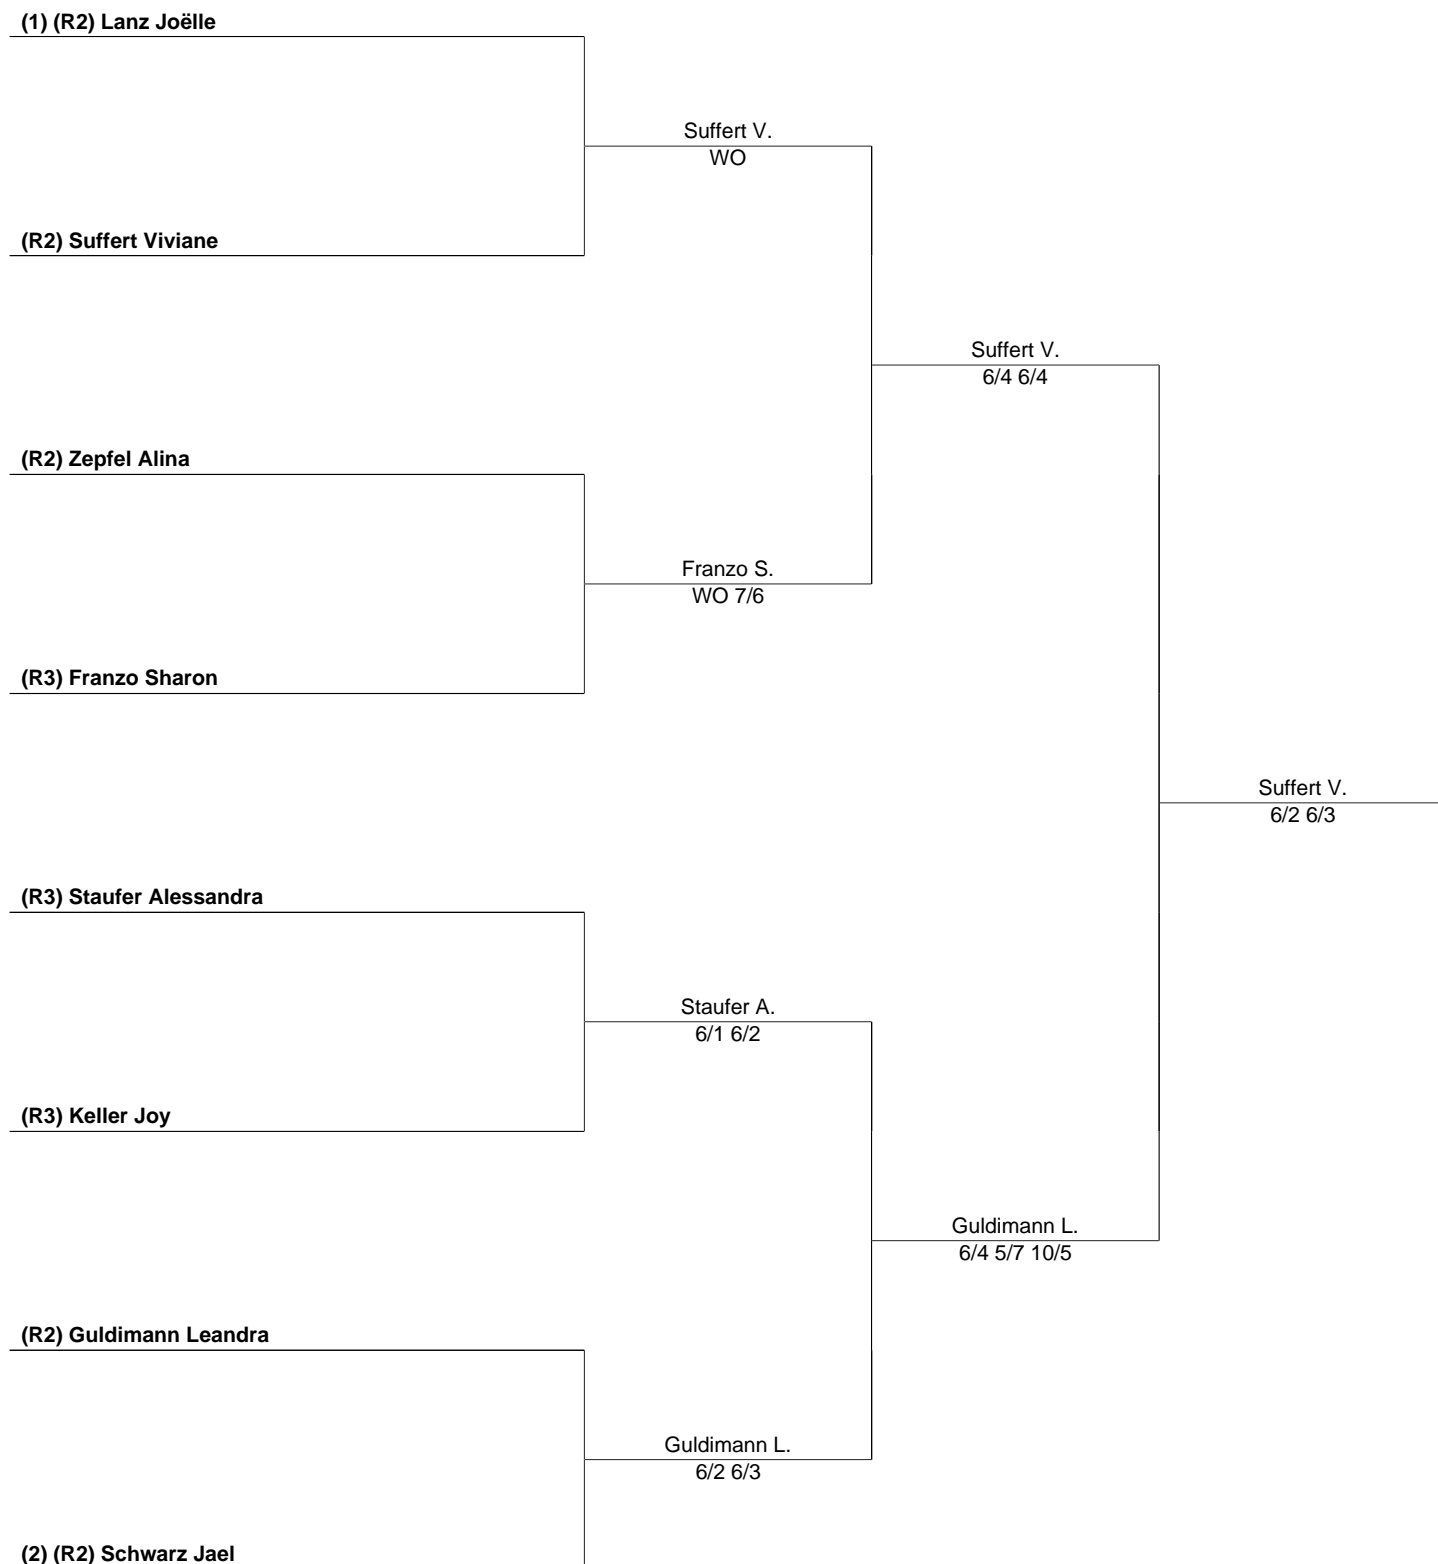 (1) (R2) Lanz Joëlle
Suffert V.
WO
(R2) Suffert Viviane
Suffert V.
6/4 6/4
(R2) Zepfel Alina
Franzo S.
WO 7/6
(R3) Franzo Sharon
Suffert V.
6/2 6/3
(R3) Staufer Alessandra
Staufer A.
6/1 6/2
(R3) Keller Joy
Guldimann L.
6/4 5/7 10/5
(R2) Guldimann Leandra
Guldimann L.
6/2 6/3
(2) (R2) Schwarz Jael